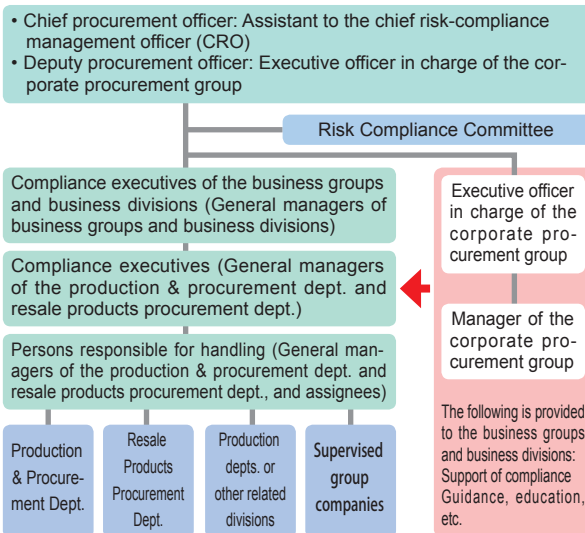 • Chief procurement officer: Assistant to the chief risk-compliance
management officer (CRO)
• Deputy procurement officer: Executive officer in charge of the cor-
porate procurement group
Risk Compliance Committee
Compliance executives of the business groups
and business divisions (General managers of
business groups and business divisions)
Compliance executives (General managers
of the production & procurement dept. and
resale products procurement dept.)
Persons responsible for handling (General man-
agers of the production & procurement dept. and
resale products procurement dept., and assignees)
Production
& Procure-
ment Dept.
Resale
Products
Procurement
Dept.
Production
depts. or
other related
divisions
Supervised
group
companies
Executive officer
in charge of the
corporate pro-
curement group
Manager of the
corporate pro-
curement group
The following is provided
to the business groups
and business divisions:
Support of compliance
Guidance, education,
etc.